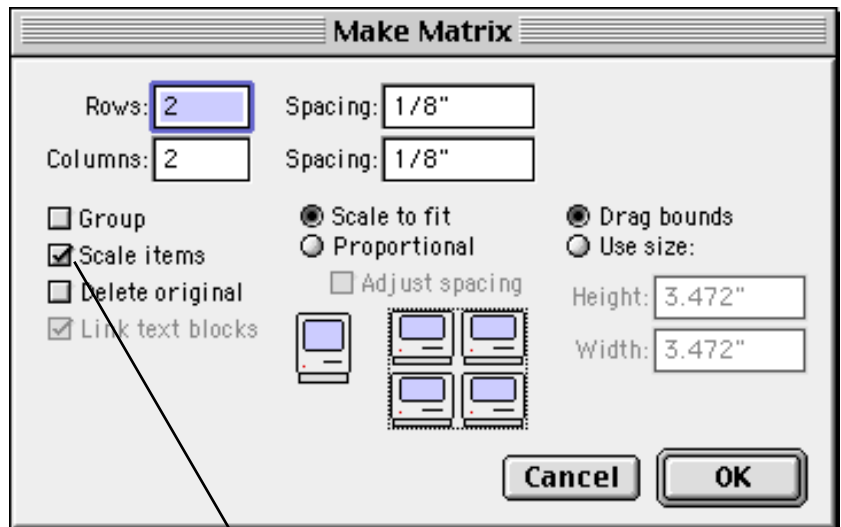 Make Matrix
Rows: 2 Spacing: 1/8"
Columns: 2 Spacing: 1/8"
Group Scale to fit Drag bounds
Scale items Proportional Use size:
Delete original Adjust spacing Height: 3.472"
Link text blocks Width: 3.472"
Cancel OK